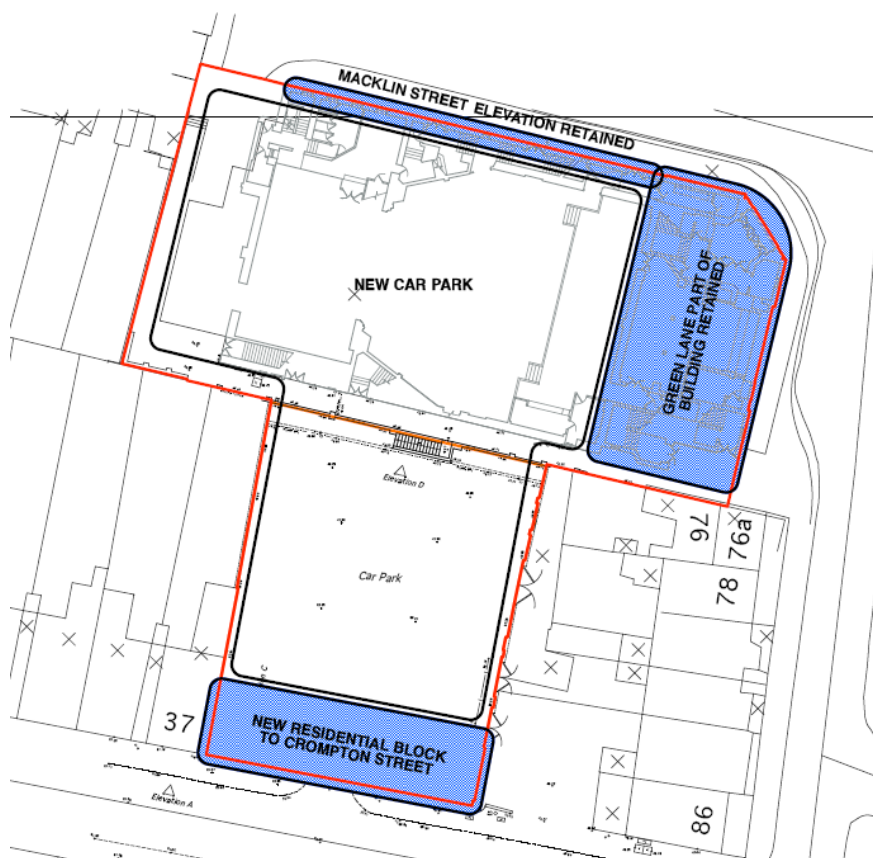 MACKLIN STREET ELEVATION RETAINED
NEW CAR PARK
GREEN LANE PART OF
BUILDING RETAINED
Elevation D
Car Park
76
76a
78
37
NEW RESIDENTIAL BLOCK
TO CROMPTON STREET
Elevation A
86